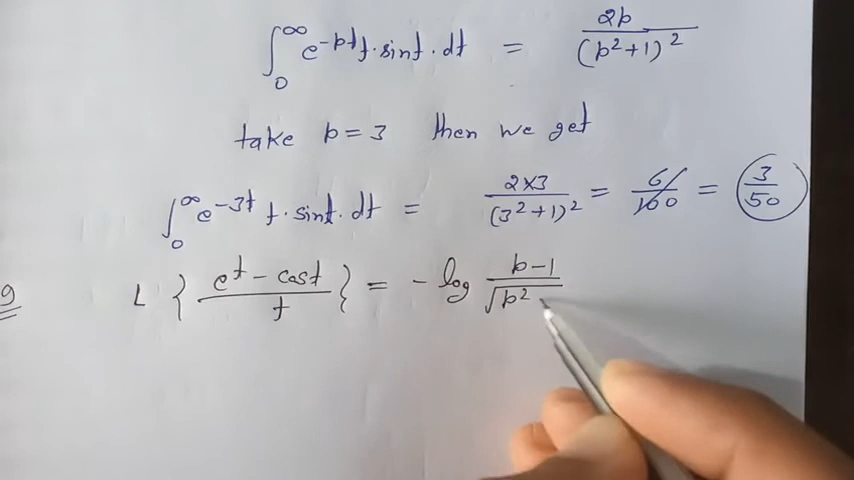 ∫₀^∞ e^{-pt} t. sint. dt = 2p / (p²+1)²
take p = 3 then we get
∫₀^∞ e^{-3t} t. sint. dt = 2×3 / (3²+1)² = 6/100 = 3/50
9 L { e^t - cost / t } = - log p-1 / √p²